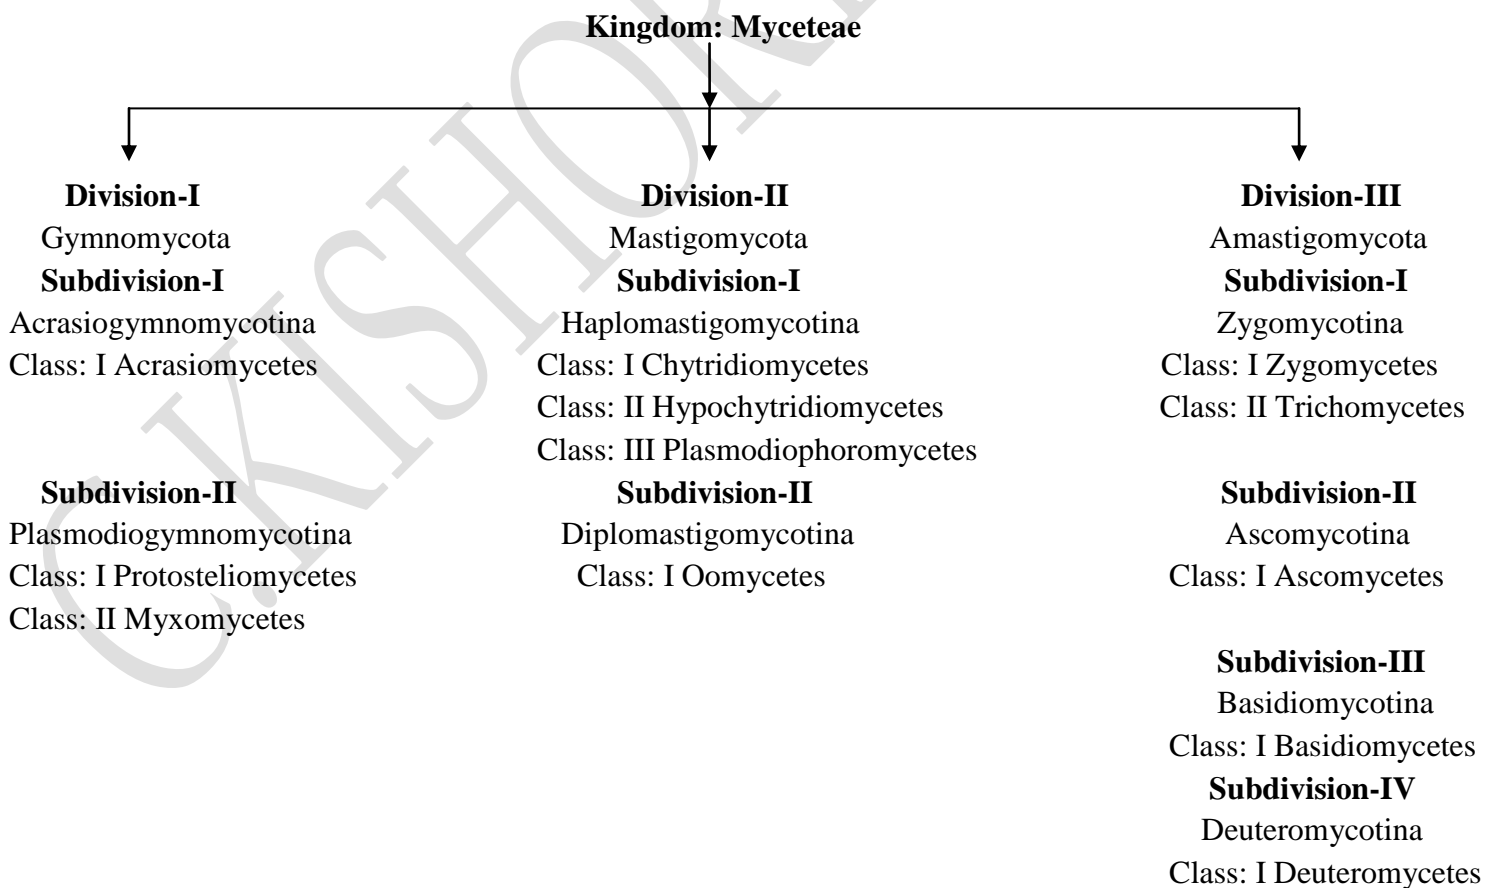 Kingdom: Myceteae
Division-I
Gymnomycota
Subdivision-I
Acrasiogymnomycotina
Class: I Acrasiomycetes
Subdivision-II
Plasmodiogymnomycotina
Class: I Protosteliomycetes
Class: II Myxomycetes
Division-II
Mastigomycota
Subdivision-I
Haplomastigomycotina
Class: I Chytridiomycetes
Class: II Hypochytridiomycetes
Class: III Plasmodiophoromycetes
Subdivision-II
Diplomastigomycotina
Class: I Oomycetes
Division-III
Amastigomycota
Subdivision-I
Zygomycotina
Class: I Zygomycetes
Class: II Trichomycetes
Subdivision-II
Ascomycotina
Class: I Ascomycetes
Subdivision-III
Basidiomycotina
Class: I Basidiomycetes
Subdivision-IV
Deuteromycotina
Class: I Deuteromycetes
C.KISHOR